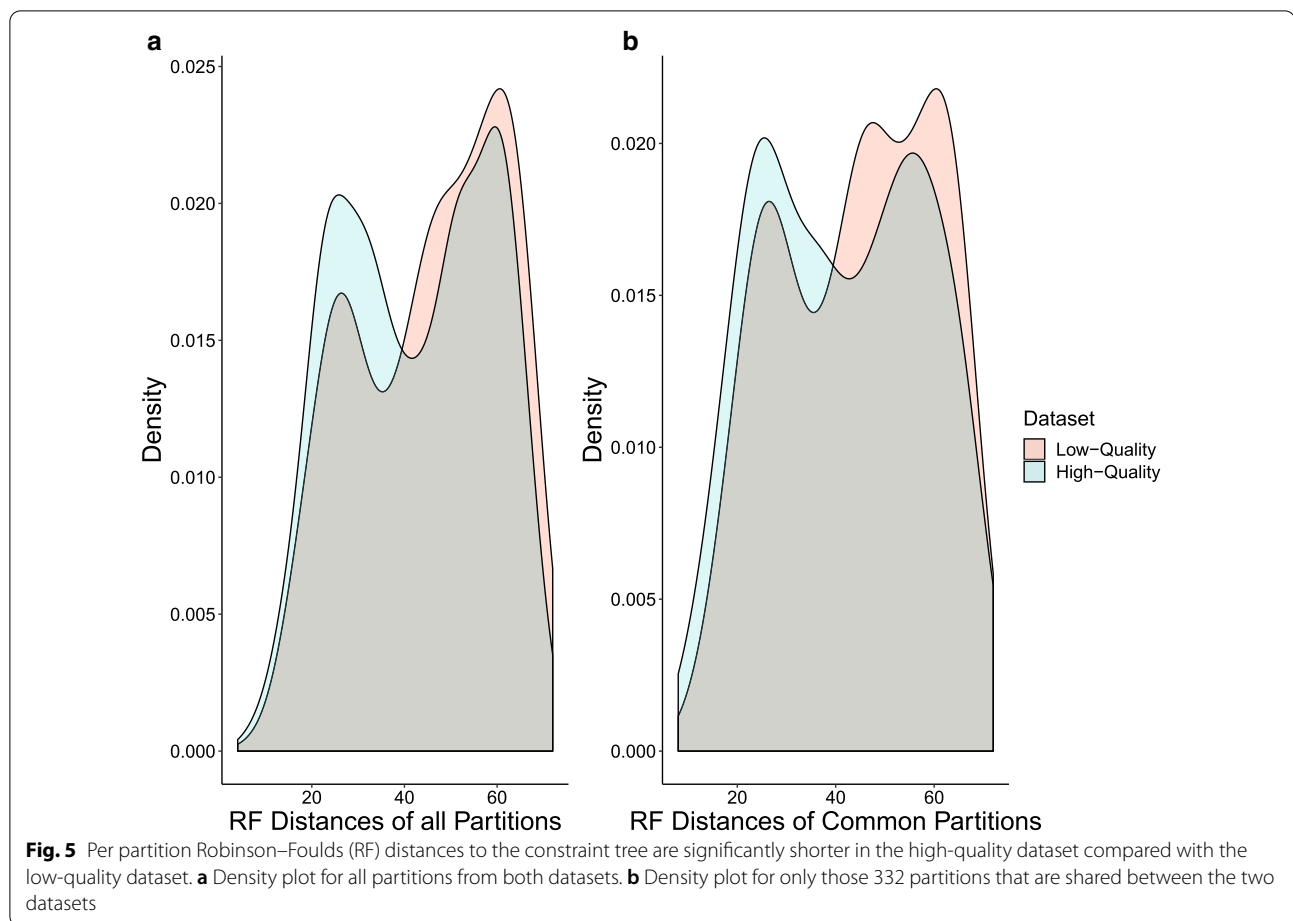 a
0.025
0.020
0.015
0.010
0.005
0.000
Density
20 40 60
RF Distances of all Partitions
b
0.020
0.015
0.010
0.005
0.000
Density
20 40 60
RF Distances of Common Partitions
Dataset
Low−Quality
High−Quality
Fig. 5 Per partition Robinson–Foulds (RF) distances to the constraint tree are significantly shorter in the high-quality dataset compared with the
low-quality dataset. a Density plot for all partitions from both datasets. b Density plot for only those 332 partitions that are shared between the two
datasets